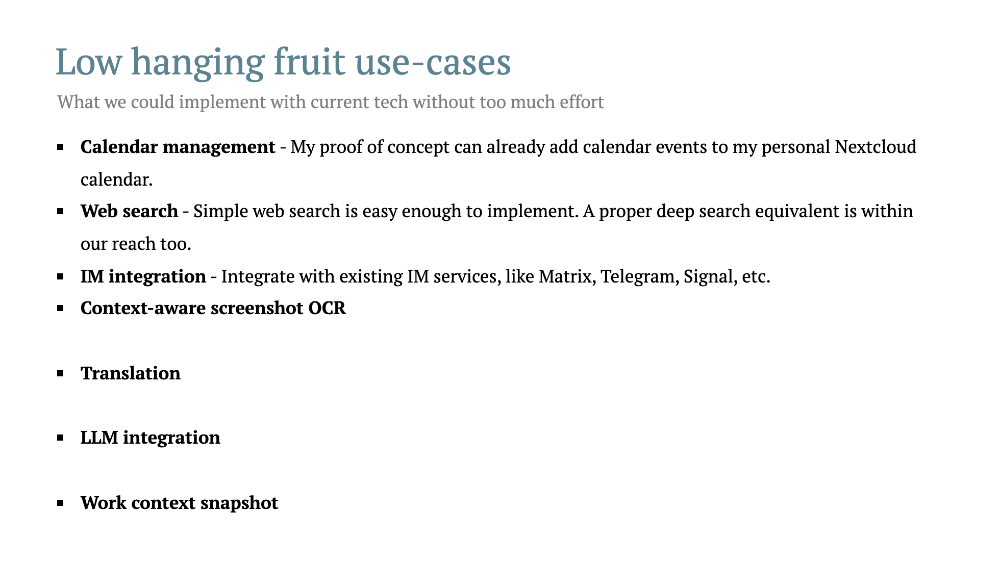 Low hanging fruit use-cases
What we could implement with current tech without too much effort
▪ Calendar management - My proof of concept can already add calendar events to my personal Nextcloud
calendar.
▪ Web search - Simple web search is easy enough to implement. A proper deep search equivalent is within
our reach too.
▪ IM integration - Integrate with existing IM services, like Matrix, Telegram, Signal, etc.
▪ Context-aware screenshot OCR
▪ Translation
▪ LLM integration
▪ Work context snapshot